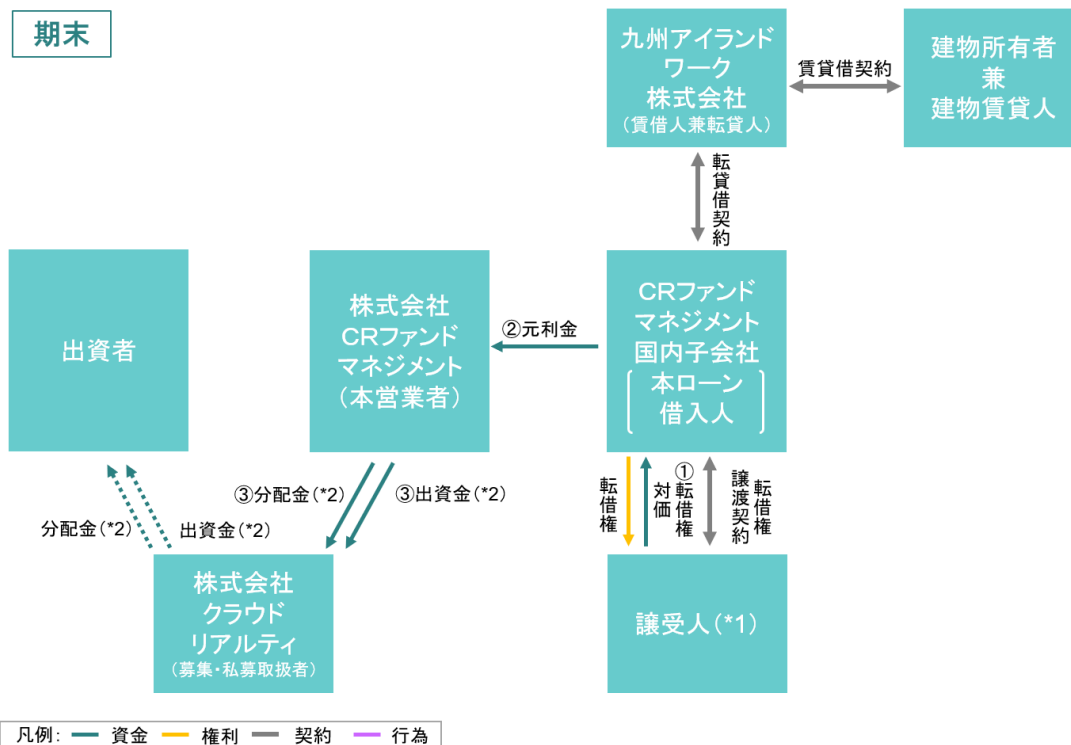 期末
九州アイランド
ワーク
株式会社
（賃借人兼転貸人）
賃貸借契約
建物所有者
兼
建物賃貸人
転貸借契約
出資者
株式会社
CRファンド
マネジメント
（本営業者）
②元利金
CRファンド
マネジメント
国内子会社
本ローン
借入人
③分配金（*2）
③出資金（*2）
分配金（*2）
出資金（*2）
転借権
①転借権
対価
転借権
譲渡契約
株式会社
クラウド
リアルティ
（募集・私募取扱者）
譲受人（*1）
凡例： 資金 権利 契約 行為